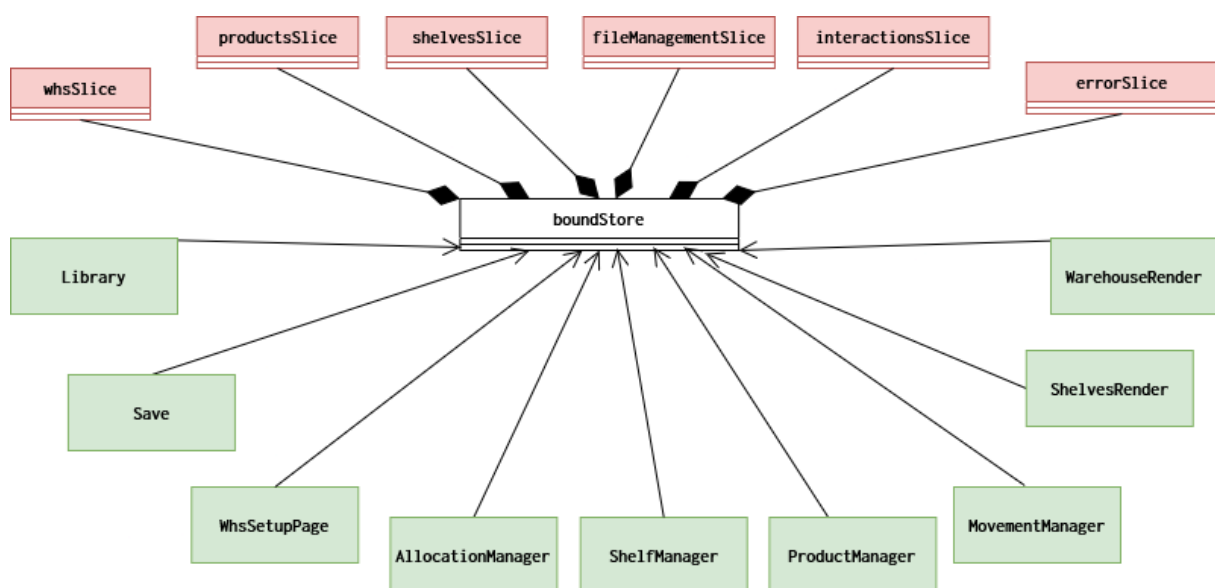 productsSlice
shelvesSlice
fileManagementSlice
interactionsSlice
whsSlice
errorSlice
boundStore
Library
WarehouseRender
ShelvesRender
Save
WhsSetupPage
MovementManager
AllocationManager
ShelfManager
ProductManager